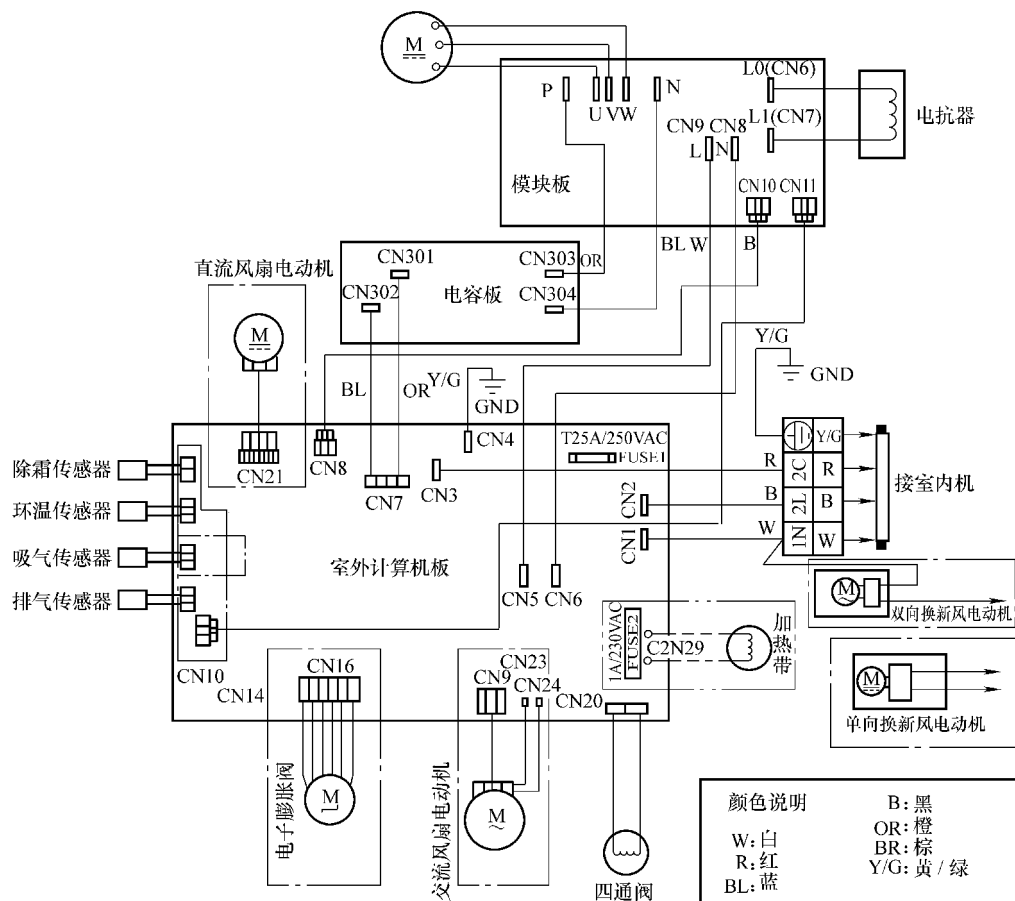 M
P
U V W
N
L0(CN6)
L1(CN7)
CN9 CN8
L N
电抗器
模块板
CN10 CN11
BL W
B
直流风扇电动机
CN301
CN303
OR
CN302
电容板
CN304
M
BL
OR
Y/G
GND
Y/G
GND
CN21
CN8
CN7
CN4
CN3
T25A/250VAC
FUSE1
R
B
W
2C
2L
1N
Y/G
R
B
W
接室内机
除霜传感器
环温传感器
吸气传感器
排气传感器
CN2
CN1
室外计算机板
CN5 CN6
CN10
CN14
CN16
CN9
CN23
CN24
CN20
1A/230VAC
FUSE2
C2N29
加热带
M
双向换新风电动机
M
单向换新风电动机
电子膨胀阀
M
交流风扇电动机
M
四通阀
颜色说明
W:白
R:红
BL:蓝
B:黑
OR:橙
BR:棕
Y/G:黄/绿